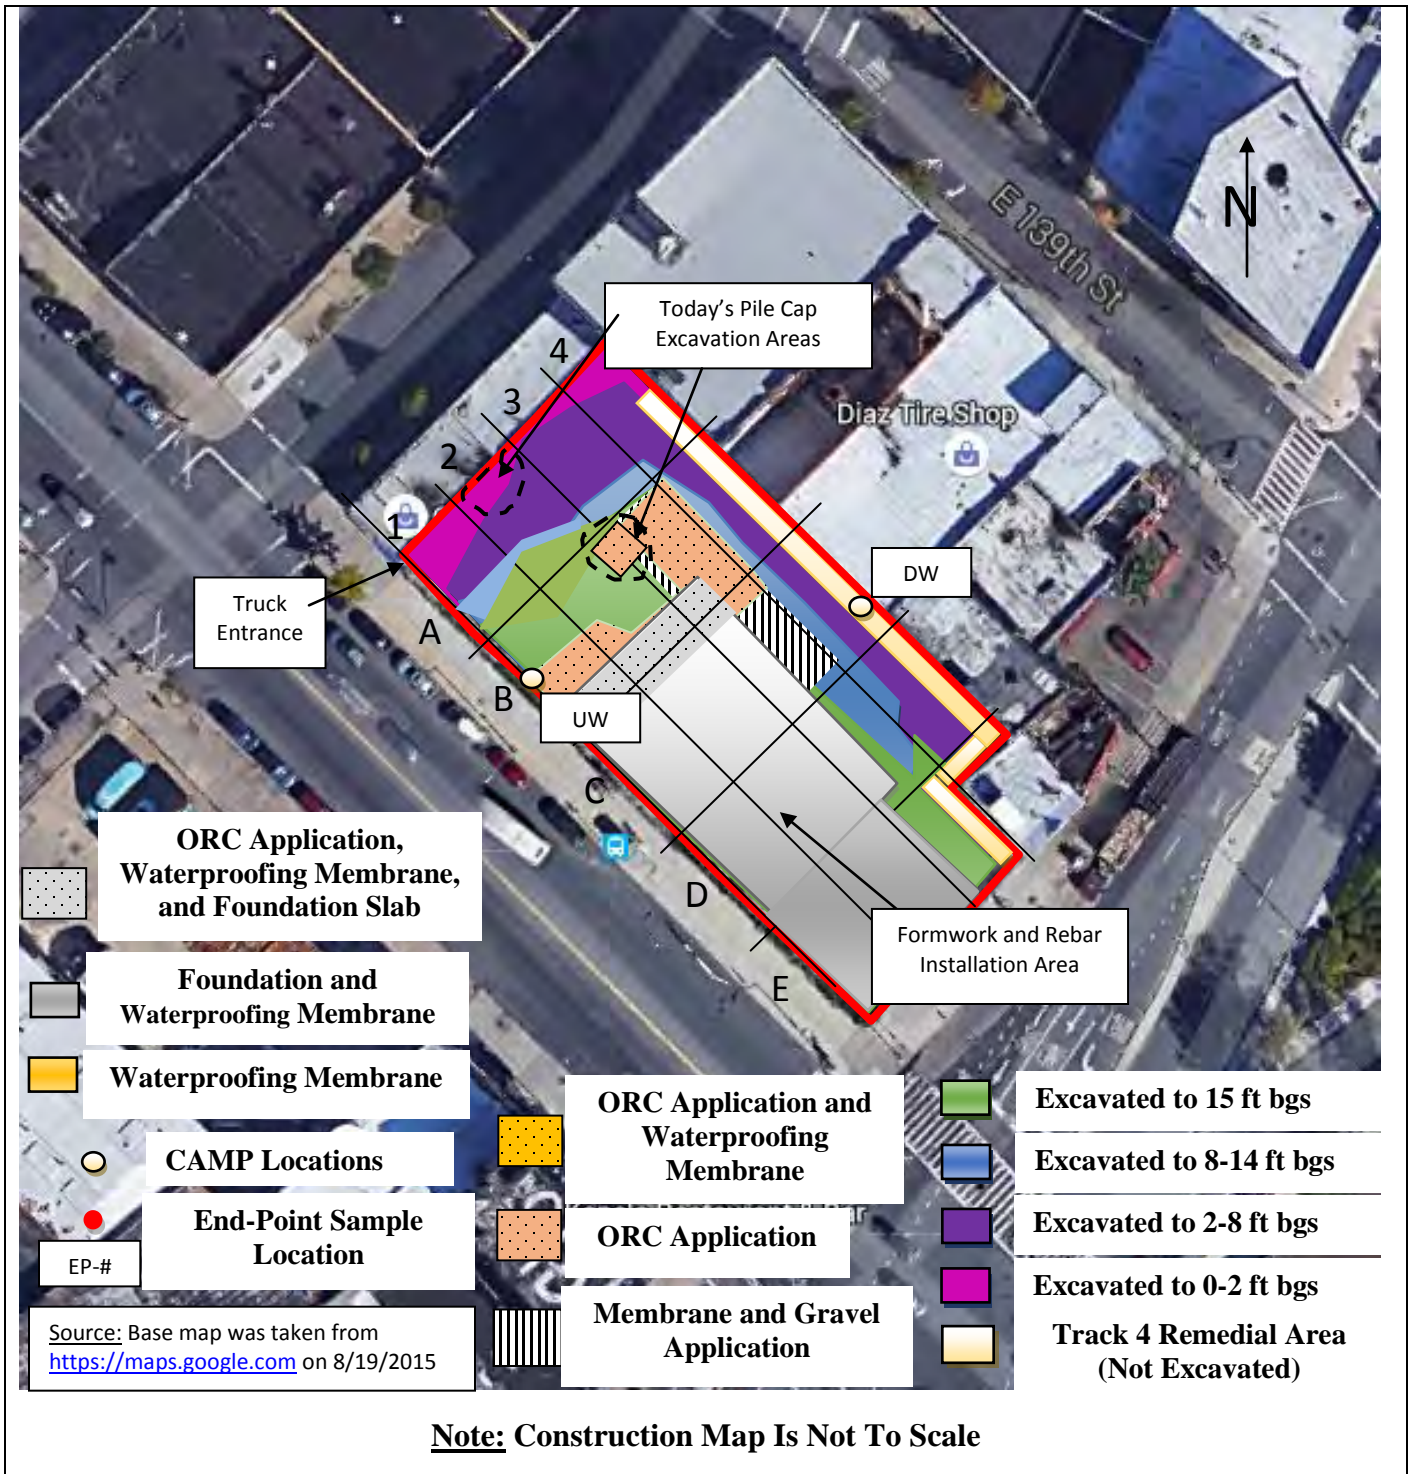 E 139th St
N
Today's Pile Cap
Excavation Areas
4
3
2
1
Diaz Tire Shop
DW
Truck
Entrance
A
B
UW
C
D
E
Formwork and Rebar
Installation Area
ORC Application,
Waterproofing Membrane,
and Foundation Slab
Foundation and
Waterproofing Membrane
Waterproofing Membrane
CAMP Locations
End-Point Sample
Location
EP-#
Source: Base map was taken from
https://maps.google.com on 8/19/2015
ORC Application and
Waterproofing
Membrane
ORC Application
Membrane and Gravel
Application
Excavated to 15 ft bgs
Excavated to 8-14 ft bgs
Excavated to 2-8 ft bgs
Excavated to 0-2 ft bgs
Track 4 Remedial Area
(Not Excavated)
Note: Construction Map Is Not To Scale